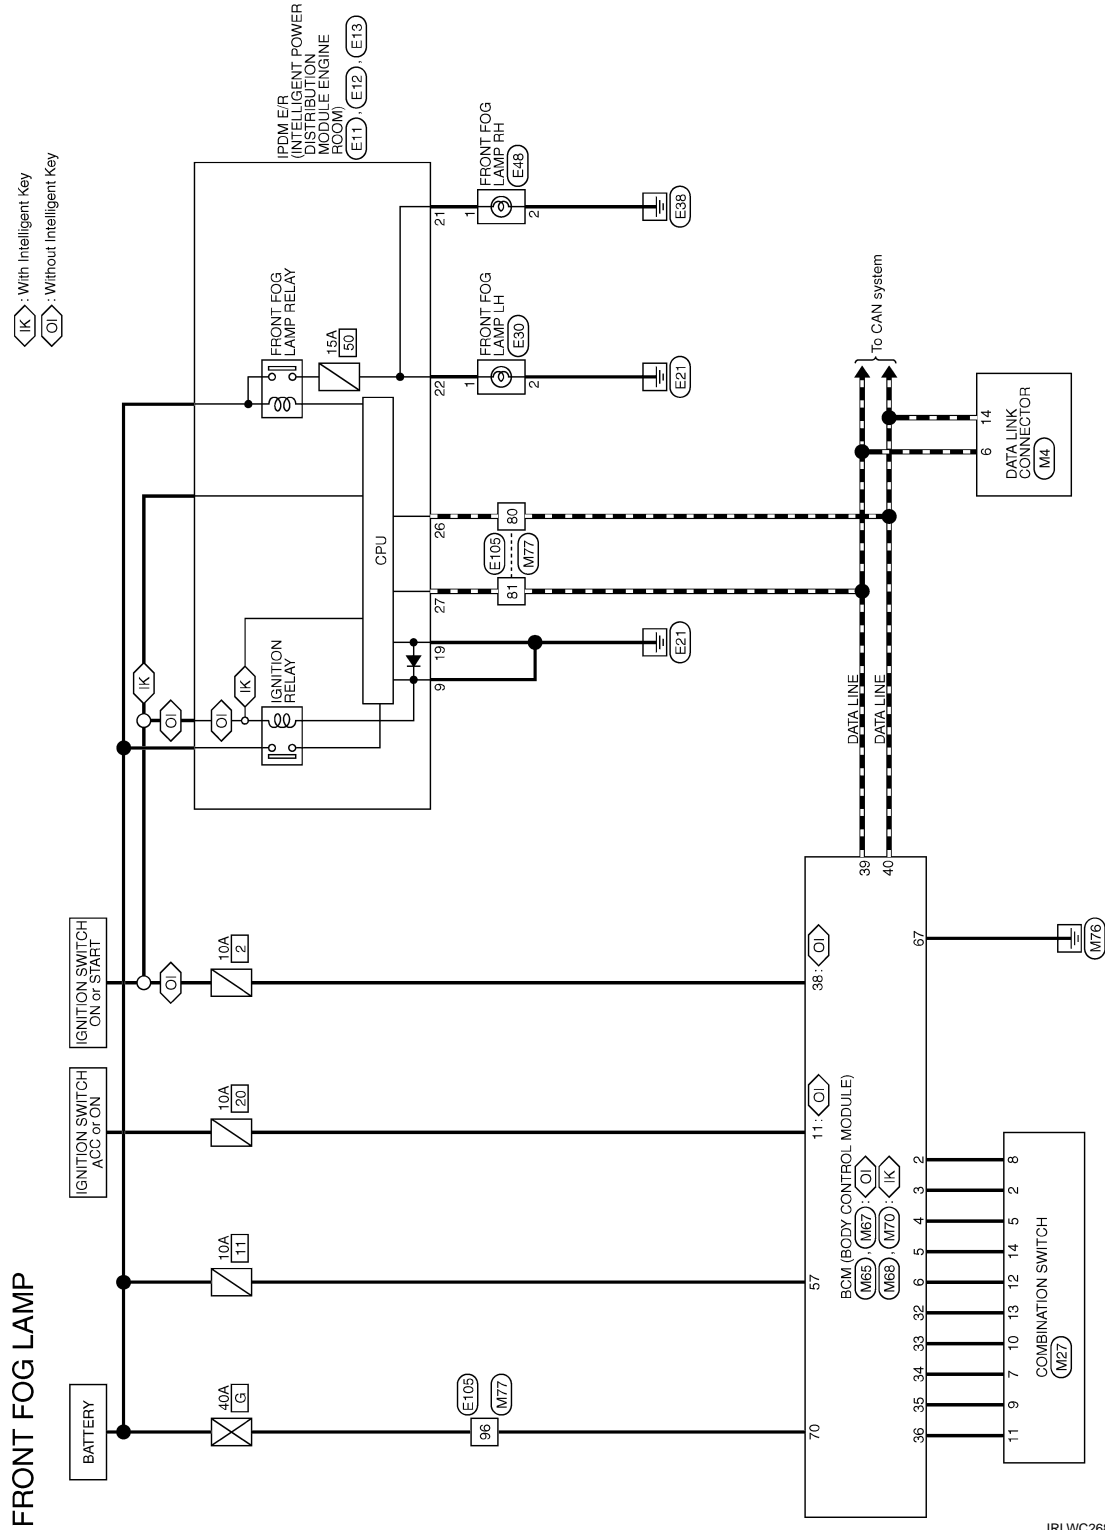 FRONT FOG LAMP
IK : With Intelligent Key
OI : Without Intelligent Key
BATTERY
IGNITION SWITCH
ACC or ON
IGNITION SWITCH
ON or START
40A
G
10A
11
10A
20
10A
2
OI
OI
IK
OI
IK
IGNITION
RELAY
CPU
FRONT FOG
LAMP RELAY
15A
50
IPDM E/R
(INTELLIGENT POWER
DISTRIBUTION
MODULE ENGINE
ROOM)
E11 , E12 , E13
9
19
27
26
22
21
E105
M77
96
81
80
E105
M77
1
2
FRONT FOG
LAMP LH
E30
1
2
FRONT FOG
LAMP RH
E48
E21
E21
E38
70
57
11 : OI
38 : OI
BCM (BODY CONTROL MODULE)
M65 , M67 : OI
M68 , M70 : IK
39
40
DATA LINE
DATA LINE
To CAN system
36
35
34
33
32
6
5
4
3
2
67
11
9
7
10
13
12
14
5
2
8
COMBINATION SWITCH
M27
M76
6
14
DATA LINK
CONNECTOR
M4